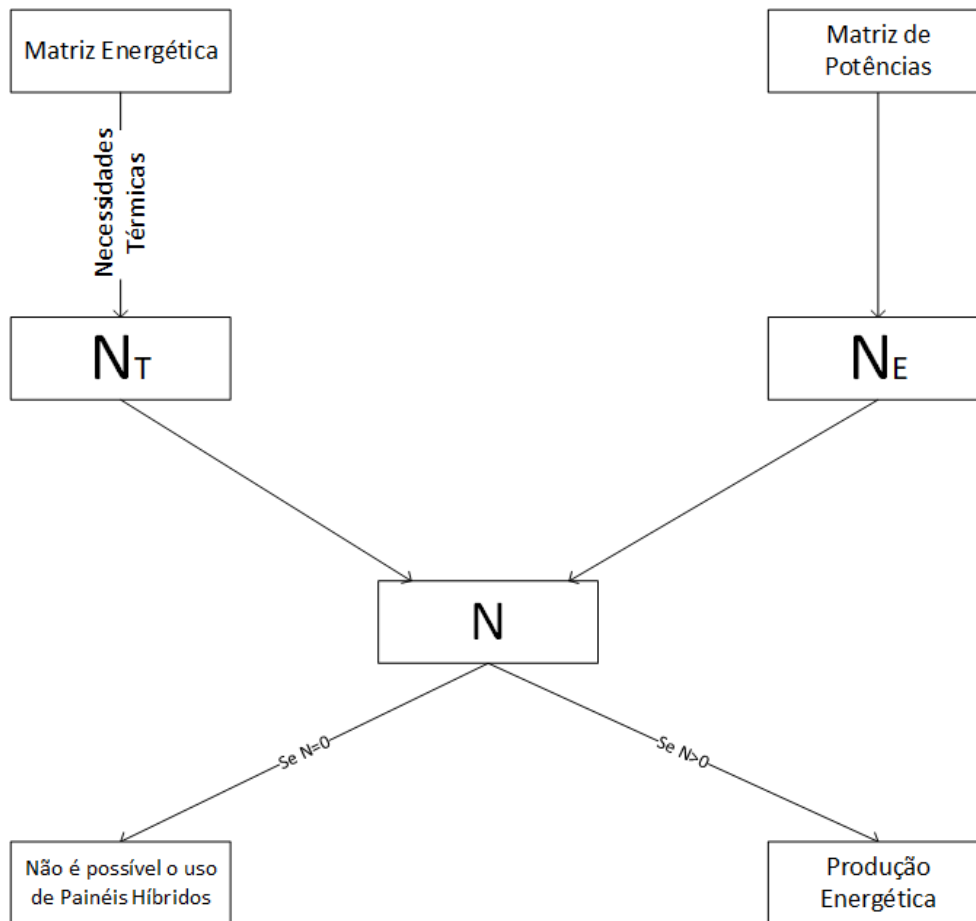 Matriz Energética
Matriz de
Potências
Necessidades
Térmicas
NT
NE
N
Se N=0
Se N>0
Não é possível o uso
de Painéis Híbridos
Produção
Energética